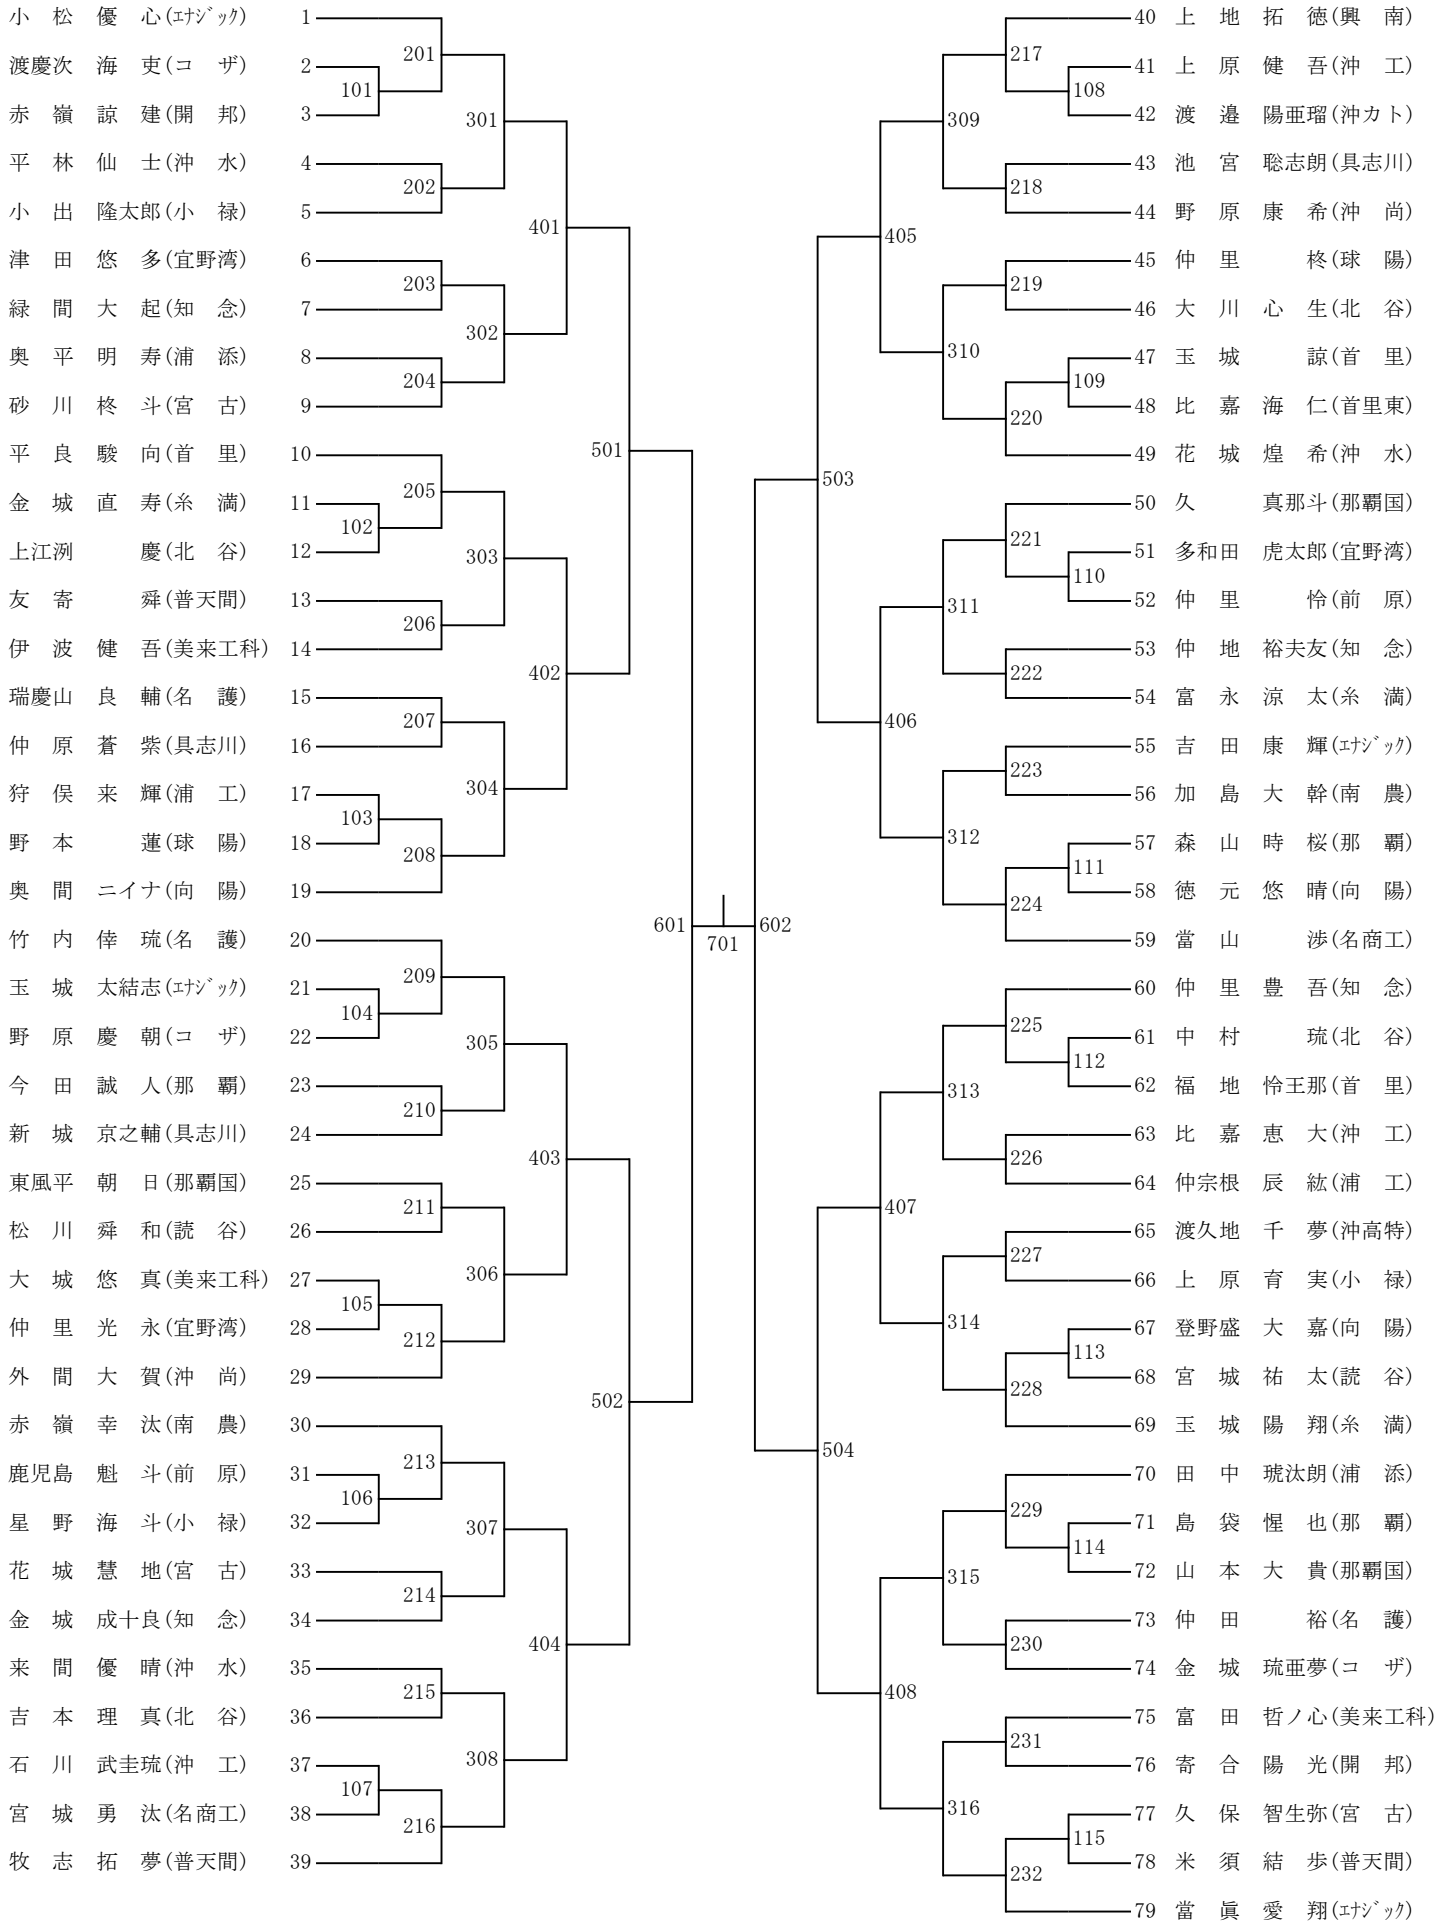 小 松 優 心(エナジック) 1
渡慶次 海 吏(コ ザ) 2
赤 嶺 諒 建(開 邦) 3
平 林 仙 士(沖 水) 4
小 出 隆太郎(小 禄) 5
津 田 悠 多(宜野湾) 6
緑 間 大 起(知 念) 7
奥 平 明 寿(浦 添) 8
砂 川 柊 斗(宮 古) 9
平 良 駿 向(首 里) 10
金 城 直 寿(糸 満) 11
上江洌 慶(北 谷) 12
友 寄 舜(普天間) 13
伊 波 健 吾(美来工科) 14
瑞慶山 良 輔(名 護) 15
仲 原 蒼 紫(具志川) 16
狩 俣 来 輝(浦 工) 17
野 本 蓮(球 陽) 18
奥 間 ニイナ(向 陽) 19
竹 内 倖 琉(名 護) 20
玉 城 太結志(エナジック) 21
野 原 慶 朝(コ ザ) 22
今 田 誠 人(那 覇) 23
新 城 京之輔(具志川) 24
東風平 朝 日(那覇国) 25
松 川 舜 和(読 谷) 26
大 城 悠 真(美来工科) 27
仲 里 光 永(宜野湾) 28
外 間 大 賀(沖 尚) 29
赤 嶺 幸 汰(南 農) 30
鹿児島 魁 斗(前 原) 31
星 野 海 斗(小 禄) 32
花 城 慧 地(宮 古) 33
金 城 成十良(知 念) 34
来 間 優 晴(沖 水) 35
吉 本 理 真(北 谷) 36
石 川 武圭琉(沖 工) 37
宮 城 勇 汰(名商工) 38
牧 志 拓 夢(普天間) 39
101
102
103
104
105
106
107
201
202
203
204
205
206
207
208
209
210
211
212
213
214
215
216
301
302
303
304
305
306
307
308
401
402
403
404
501
502
601
701
602
503
504
405
406
407
408
309
310
311
312
313
314
315
316
217
218
219
220
221
222
223
224
225
226
227
228
229
230
231
232
108
109
110
111
112
113
114
115
40 上 地 拓 徳(興 南)
41 上 原 健 吾(沖 工)
42 渡 邉 陽亜瑠(沖カト)
43 池 宮 聡志朗(具志川)
44 野 原 康 希(沖 尚)
45 仲 里 柊(球 陽)
46 大 川 心 生(北 谷)
47 玉 城 諒(首 里)
48 比 嘉 海 仁(首里東)
49 花 城 煌 希(沖 水)
50 久 真那斗(那覇国)
51 多和田 虎太郎(宜野湾)
52 仲 里 怜(前 原)
53 仲 地 裕夫友(知 念)
54 富 永 涼 太(糸 満)
55 吉 田 康 輝(エナジック)
56 加 島 大 幹(南 農)
57 森 山 時 桜(那 覇)
58 徳 元 悠 晴(向 陽)
59 當 山 渉(名商工)
60 仲 里 豊 吾(知 念)
61 中 村 琉(北 谷)
62 福 地 怜王那(首 里)
63 比 嘉 恵 大(沖 工)
64 仲宗根 辰 紘(浦 工)
65 渡久地 千 夢(沖高特)
66 上 原 育 実(小 禄)
67 登野盛 大 嘉(向 陽)
68 宮 城 祐 太(読 谷)
69 玉 城 陽 翔(糸 満)
70 田 中 琥汰朗(浦 添)
71 島 袋 惺 也(那 覇)
72 山 本 大 貴(那覇国)
73 仲 田 裕(名 護)
74 金 城 琉亜夢(コ ザ)
75 富 田 哲ノ心(美来工科)
76 寄 合 陽 光(開 邦)
77 久 保 智生弥(宮 古)
78 米 須 結 歩(普天間)
79 當 眞 愛 翔(エナジック)